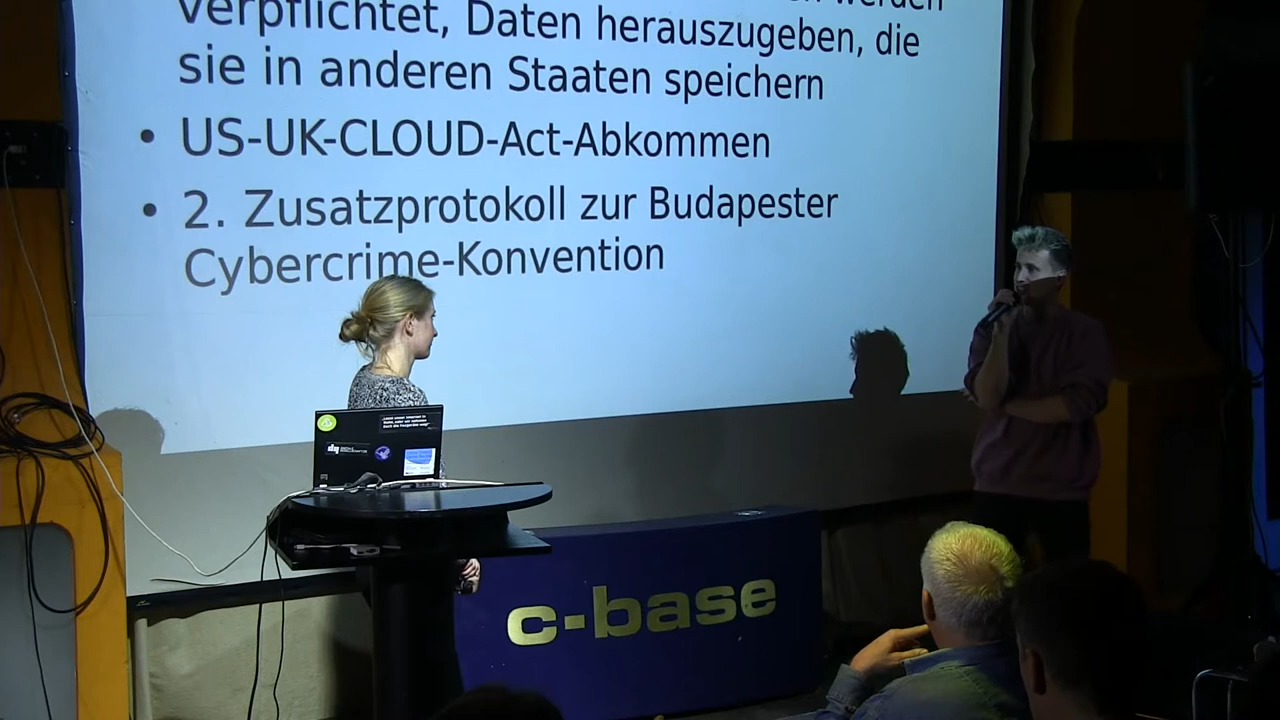 werden
verpflichtet, Daten herauszugeben, die
sie in anderen Staaten speichern
• US-UK-CLOUD-Act-Abkommen
• 2. Zusatzprotokoll zur Budapester
Cybercrime-Konvention
c-base